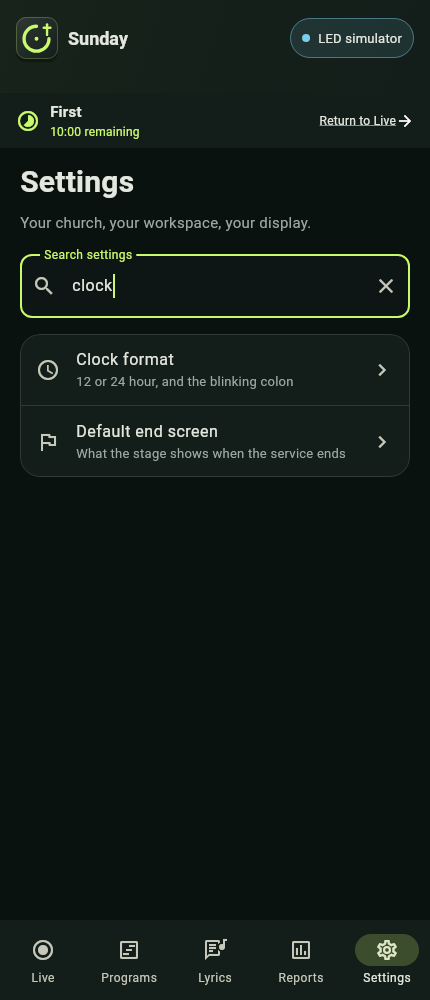 Sunday
LED simulator
First
10:00 remaining
Return to Live
Settings
Your church, your workspace, your display.
Search settings
clock
Clock format
12 or 24 hour, and the blinking colon
Default end screen
What the stage shows when the service ends
Live
Programs
Lyrics
Reports
Settings